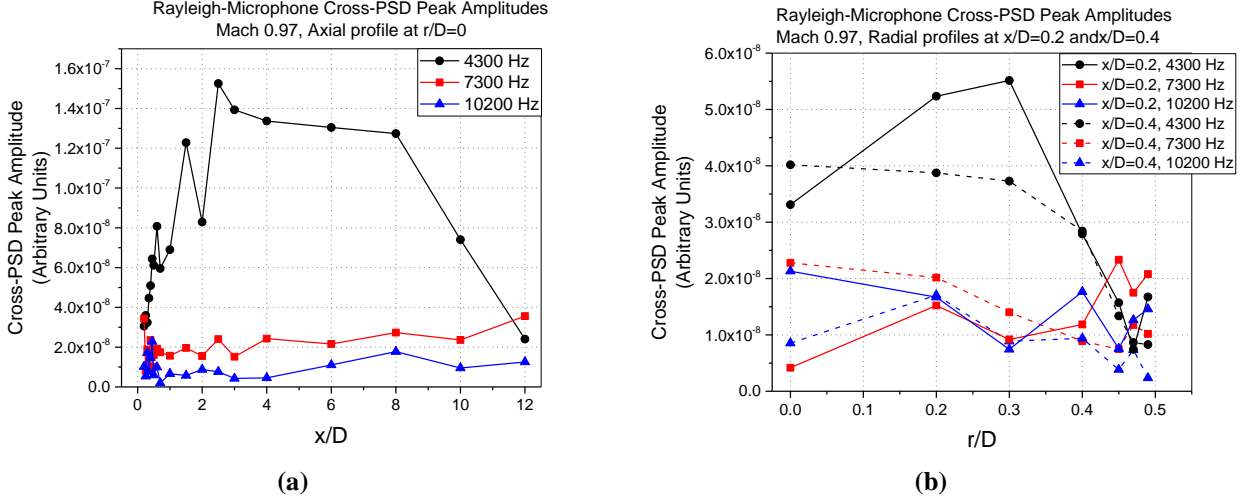 Rayleigh-Microphone Cross-PSD Peak Amplitudes
Mach 0.97, Axial profile at r/D=0
1.6x10-7
1.4x10-7
1.2x10-7
1.0x10-7
8.0x10-8
6.0x10-8
4.0x10-8
2.0x10-8
0.0
Cross-PSD Peak Amplitude
(Arbitrary Units)
4300 Hz
7300 Hz
10200 Hz
0 2 4 6 8 10 12
x/D
(a)
Rayleigh-Microphone Cross-PSD Peak Amplitudes
Mach 0.97, Radial profiles at x/D=0.2 andx/D=0.4
6.0x10-8
5.0x10-8
4.0x10-8
3.0x10-8
2.0x10-8
1.0x10-8
0.0
Cross-PSD Peak Amplitude
(Arbitrary Units)
x/D=0.2, 4300 Hz
x/D=0.2, 7300 Hz
x/D=0.2, 10200 Hz
x/D=0.4, 4300 Hz
x/D=0.4, 7300 Hz
x/D=0.4, 10200 Hz
0.0 0.1 0.2 0.3 0.4 0.5
r/D
(b)